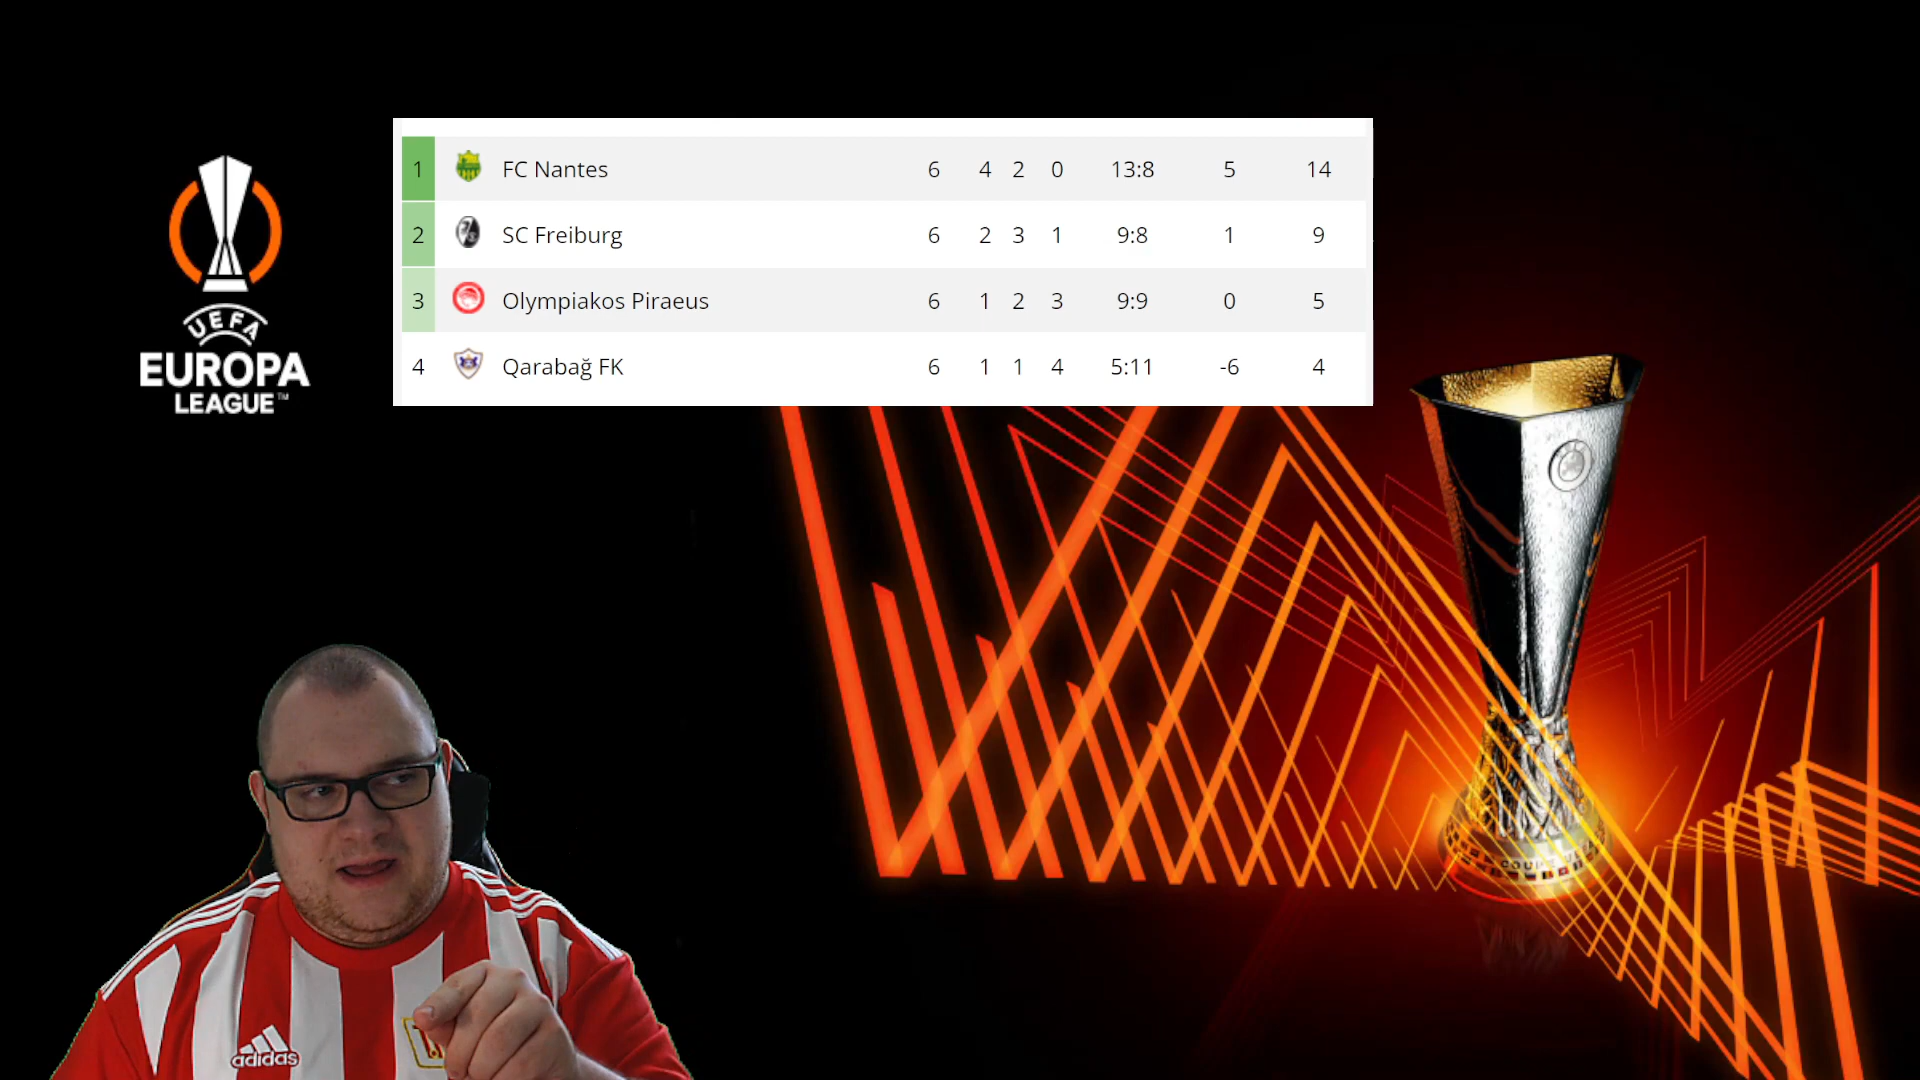 1 FC Nantes 6 4 2 0 13:8 5 14
2 SC Freiburg 6 2 3 1 9:8 1 9
3 Olympiakos Piraeus 6 1 2 3 9:9 0 5
4 Qarabağ FK 6 1 1 4 5:11 -6 4
UEFA
EUROPA
LEAGUE™
adidas